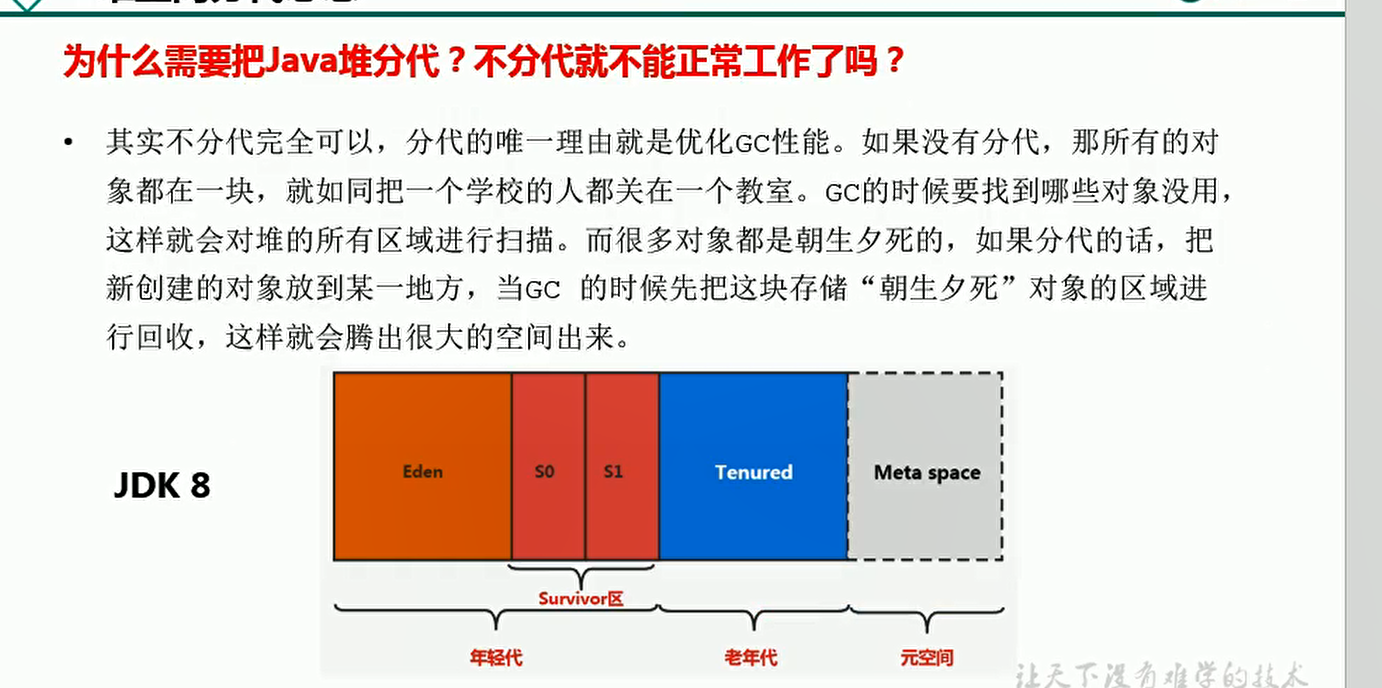 为什么需要把Java堆分代？不分代就不能正常工作了吗？
• 其实不分代完全可以，分代的唯一理由就是优化GC性能。如果没有分代，那所有的对
象都在一块，就如同把一个学校的人都关在一个教室。GC的时候要找到哪些对象没用，
这样就会对堆的所有区域进行扫描。而很多对象都是朝生夕死的，如果分代的话，把
新创建的对象放到某一地方，当GC 的时候先把这块存储“朝生夕死”对象的区域进
行回收，这样就会腾出很大的空间出来。
JDK 8
Eden
S0
S1
Tenured
Meta space
Survivor区
年轻代
老年代
元空间
让天下没有难学的技术